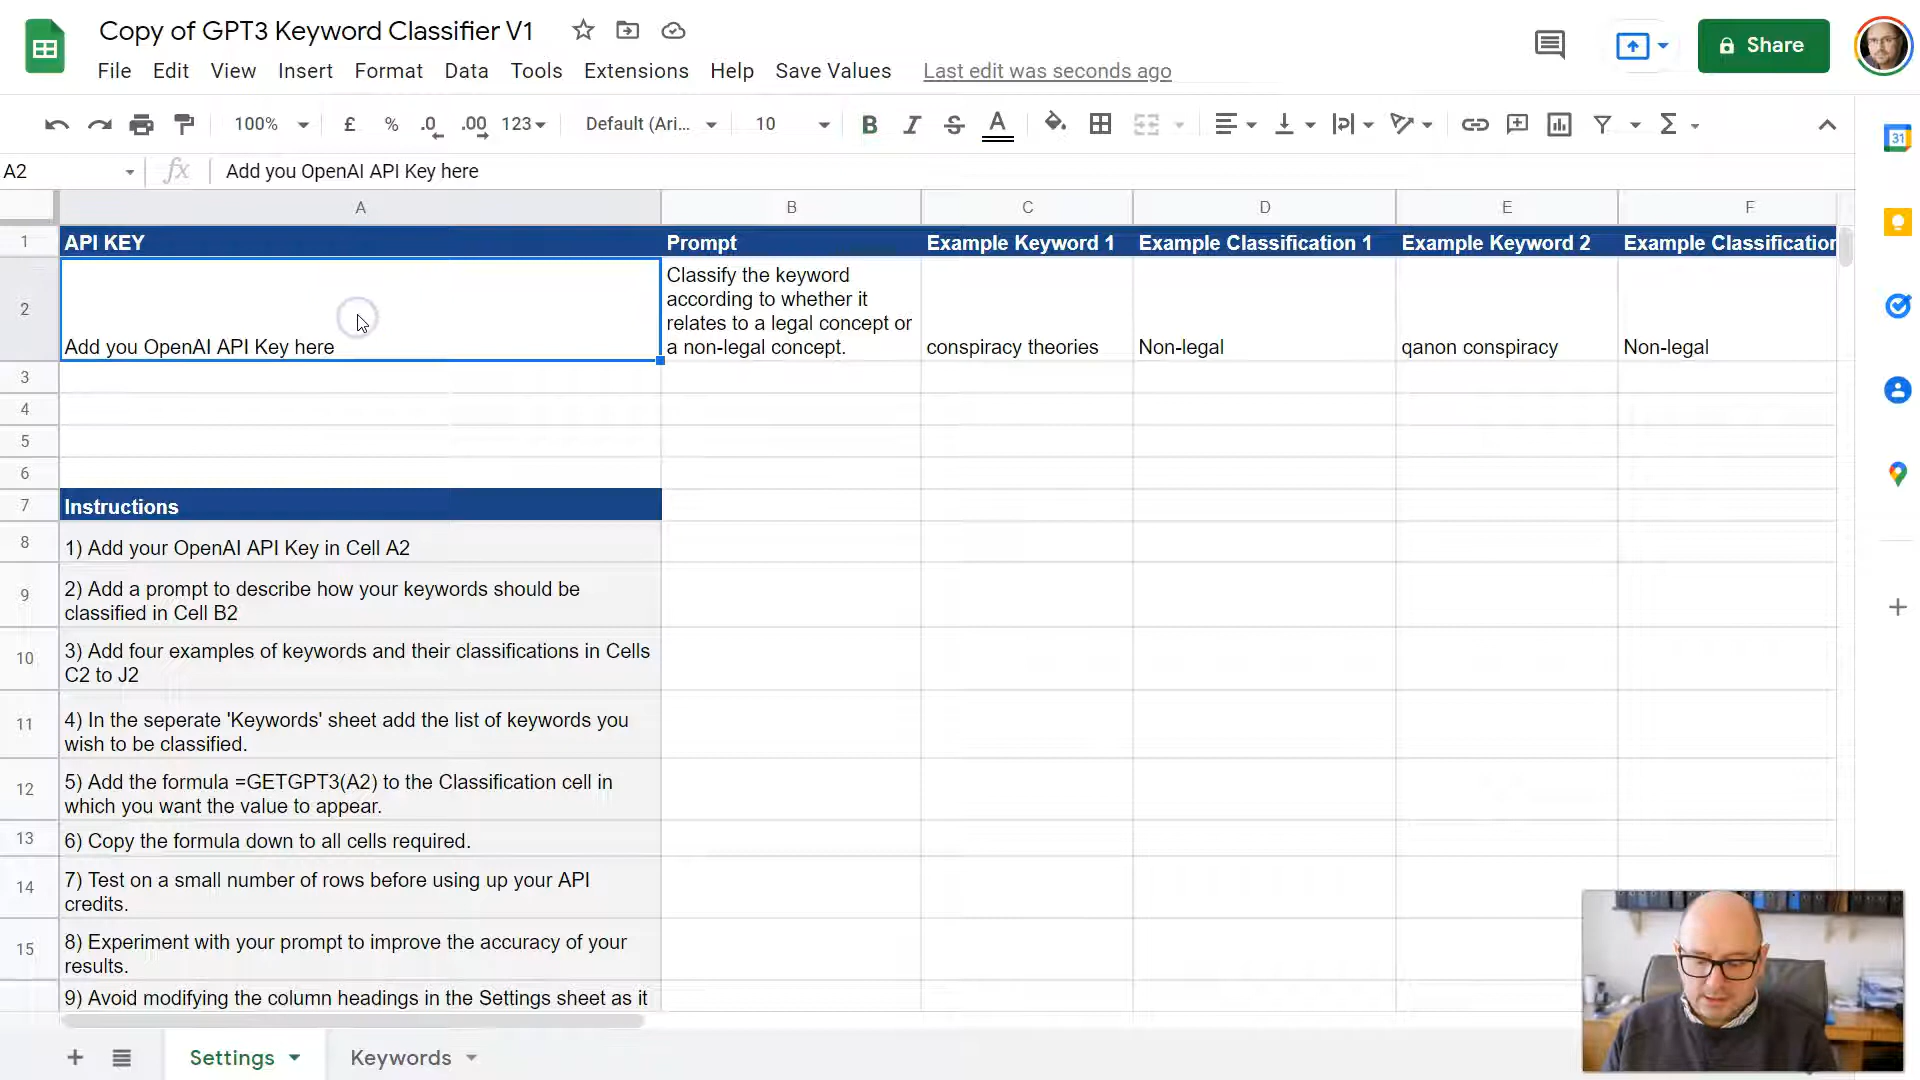 Copy of GPT3 Keyword Classifier V1
File Edit View Insert Format Data Tools Extensions Help Save Values Last edit was seconds ago
Share
100% £ % .0 .00 123 Default (Ari... 10
31
A2 fx Add you OpenAI API Key here
A B C D E F
1 API KEY Prompt Example Keyword 1 Example Classification 1 Example Keyword 2 Example Classification
2 Add you OpenAI API Key here
Classify the keyword
according to whether it
relates to a legal concept or
a non-legal concept.
conspiracy theories Non-legal qanon conspiracy Non-legal
3
4
5
6
7 Instructions
8 1) Add your OpenAI API Key in Cell A2
9 2) Add a prompt to describe how your keywords should be
classified in Cell B2
10 3) Add four examples of keywords and their classifications in Cells
C2 to J2
11 4) In the seperate 'Keywords' sheet add the list of keywords you
wish to be classified.
12 5) Add the formula =GETGPT3(A2) to the Classification cell in
which you want the value to appear.
13 6) Copy the formula down to all cells required.
14 7) Test on a small number of rows before using up your API
credits.
15 8) Experiment with your prompt to improve the accuracy of your
results.
9) Avoid modifying the column headings in the Settings sheet as it
Settings Keywords